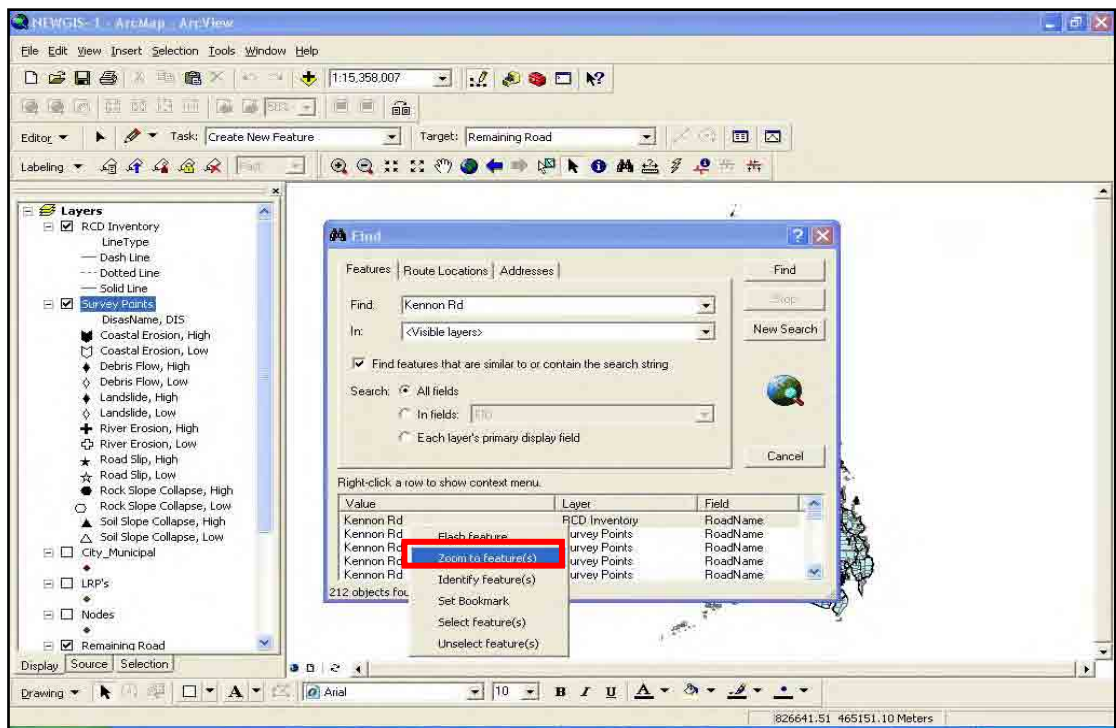 NEWGIS- 1 - ArcMap - ArcView
File Edit View Insert Selection Tools Window Help
1:15,358,007
Editor Task: Create New Feature Target: Remaining Road
Labeling
Layers
RCD Inventory
LineType
Dash Line
Dotted Line
Solid Line
Survey Points
DisasName, DIS
Coastal Erosion, High
Coastal Erosion, Low
Debris Flow, High
Debris Flow, Low
Landslide, High
Landslide, Low
River Erosion, High
River Erosion, Low
Road Slip, High
Road Slip, Low
Rock Slope Collapse, High
Rock Slope Collapse, Low
Soil Slope Collapse, High
Soil Slope Collapse, Low
City_Municipal
LRP's
Nodes
Remaining Road
Display Source Selection
Find
Features Route Locations Addresses
Find
Find: Kennon Rd
Stop
In: <Visible layers>
New Search
Find features that are similar to or contain the search string
Search: All fields
In fields: FID
Each layer's primary display field
Cancel
Right-click a row to show context menu.
Value Layer Field
Kennon Rd RCD Inventory RoadName
Kennon Rd urvey Points RoadName
Kennon Rd urvey Points RoadName
Kennon Rd urvey Points RoadName
Kennon Rd urvey Points RoadName
212 objects fou
Flash feature
Zoom to feature(s)
Identify feature(s)
Set Bookmark
Select feature(s)
Unselect feature(s)
Drawing A Arial 10 B I U A
826641.51 465151.10 Meters